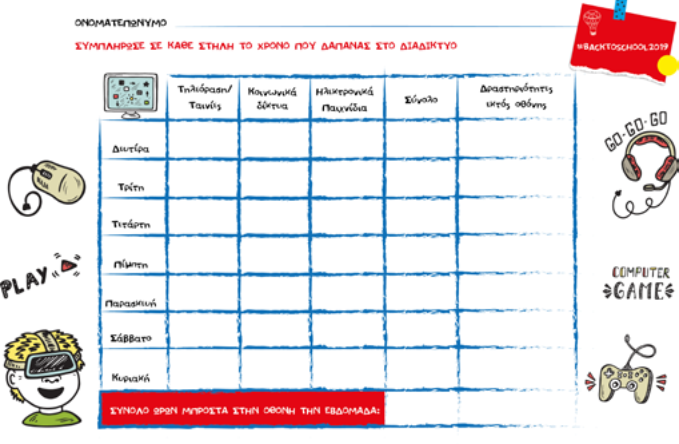 ΟΝΟΜΑΤΕΠΩΝΥΜΟ
#BACKTOSCHOOL2019
ΣΥΜΠΛΗΡΩΣΕ ΣΕ ΚΑΘΕ ΣΤΗΛΗ ΤΟ ΧΡΟΝΟ ΠΟΥ ΔΑΠΑΝΑΣ ΣΤΟ ΔΙΑΔΙΚΤΥΟ
Τηλεόραση/ Ταινίες
Κοινωνικά δίκτυα
Ηλεκτρονικά Παιχνίδια
Σύνολο
Δραστηριότητες εκτός οθόνης
Δευτέρα
Τρίτη
Τετάρτη
Πέμπτη
Παρασκευή
Σάββατο
Κυριακή
ΣΥΝΟΛΟ ΩΡΩΝ ΜΠΡΟΣΤΑ ΣΤΗΝ ΟΘΟΝΗ ΤΗΝ ΕΒΔΟΜΑΔΑ:
PLAY
GO-GO-GO
COMPUTER
GAME